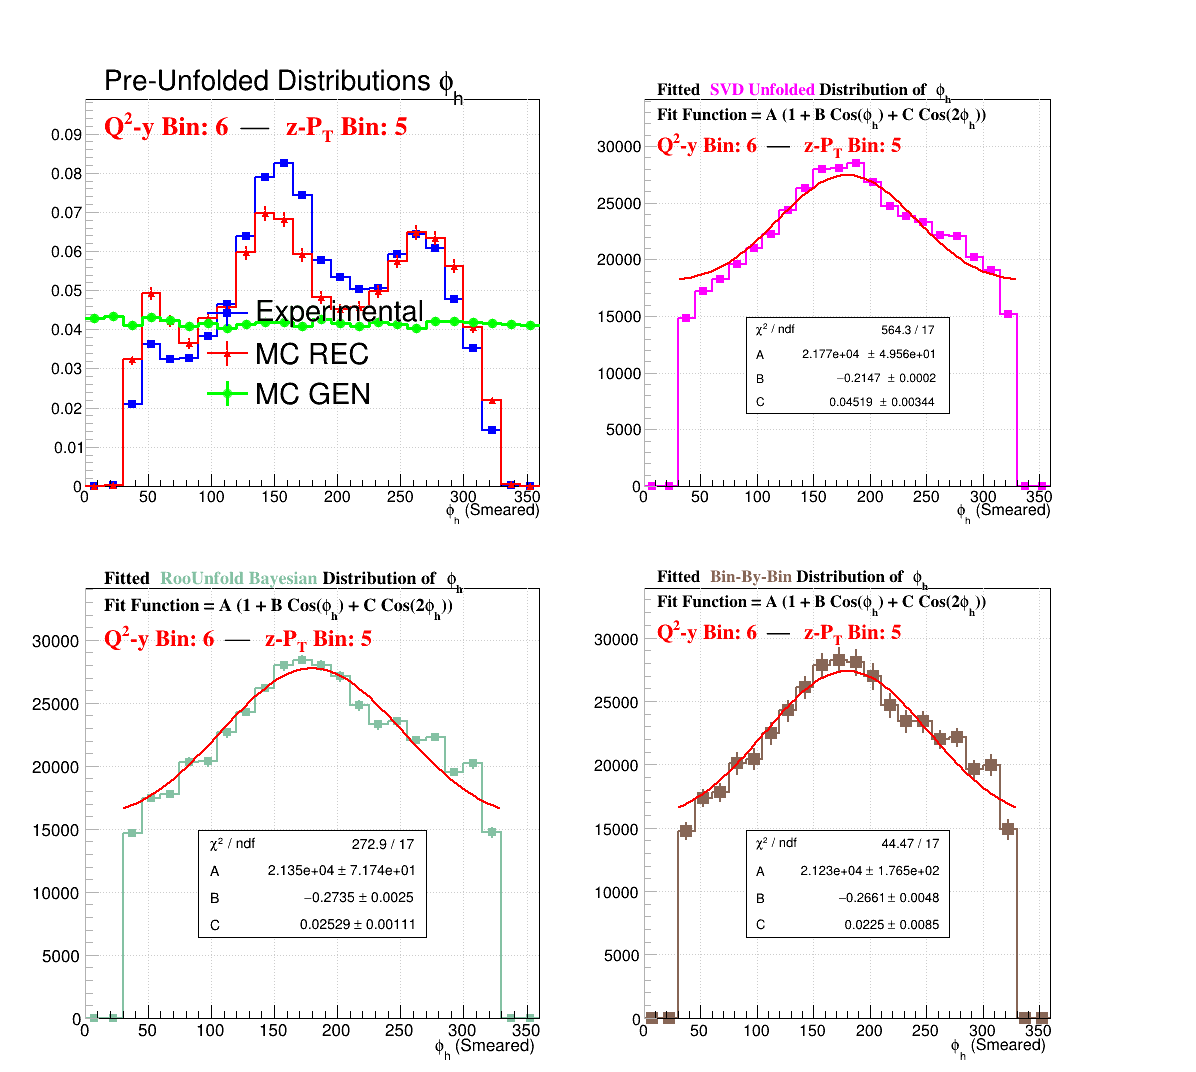 Pre-Unfolded Distributions ϕh
Q2-y Bin: 6 — z-PT Bin: 5
0.09
0.08
0.07
0.06
0.05
0.04
0.03
0.02
0.01
0
Experimental
MC REC
MC GEN
0 50 100 150 200 250 300 350
ϕh (Smeared)
Fitted SVD Unfolded Distribution of ϕh
Fit Function = A (1 + B Cos(ϕh) + C Cos(2ϕh))
Q2-y Bin: 6 — z-PT Bin: 5
30000
25000
20000
15000
10000
5000
0
χ2 / ndf 564.3 / 17
A 2.177e+04 ± 4.956e+01
B −0.2147 ± 0.0002
C 0.04519 ± 0.00344
0 50 100 150 200 250 300 350
ϕh (Smeared)
Fitted RooUnfold Bayesian Distribution of ϕh
Fit Function = A (1 + B Cos(ϕh) + C Cos(2ϕh))
Q2-y Bin: 6 — z-PT Bin: 5
30000
25000
20000
15000
10000
5000
0
χ2 / ndf 272.9 / 17
A 2.135e+04 ± 7.174e+01
B −0.2735 ± 0.0025
C 0.02529 ± 0.00111
0 50 100 150 200 250 300 350
ϕh (Smeared)
Fitted Bin-By-Bin Distribution of ϕh
Fit Function = A (1 + B Cos(ϕh) + C Cos(2ϕh))
Q2-y Bin: 6 — z-PT Bin: 5
30000
25000
20000
15000
10000
5000
0
χ2 / ndf 44.47 / 17
A 2.123e+04 ± 1.765e+02
B −0.2661 ± 0.0048
C 0.0225 ± 0.0085
0 50 100 150 200 250 300 350
ϕh (Smeared)